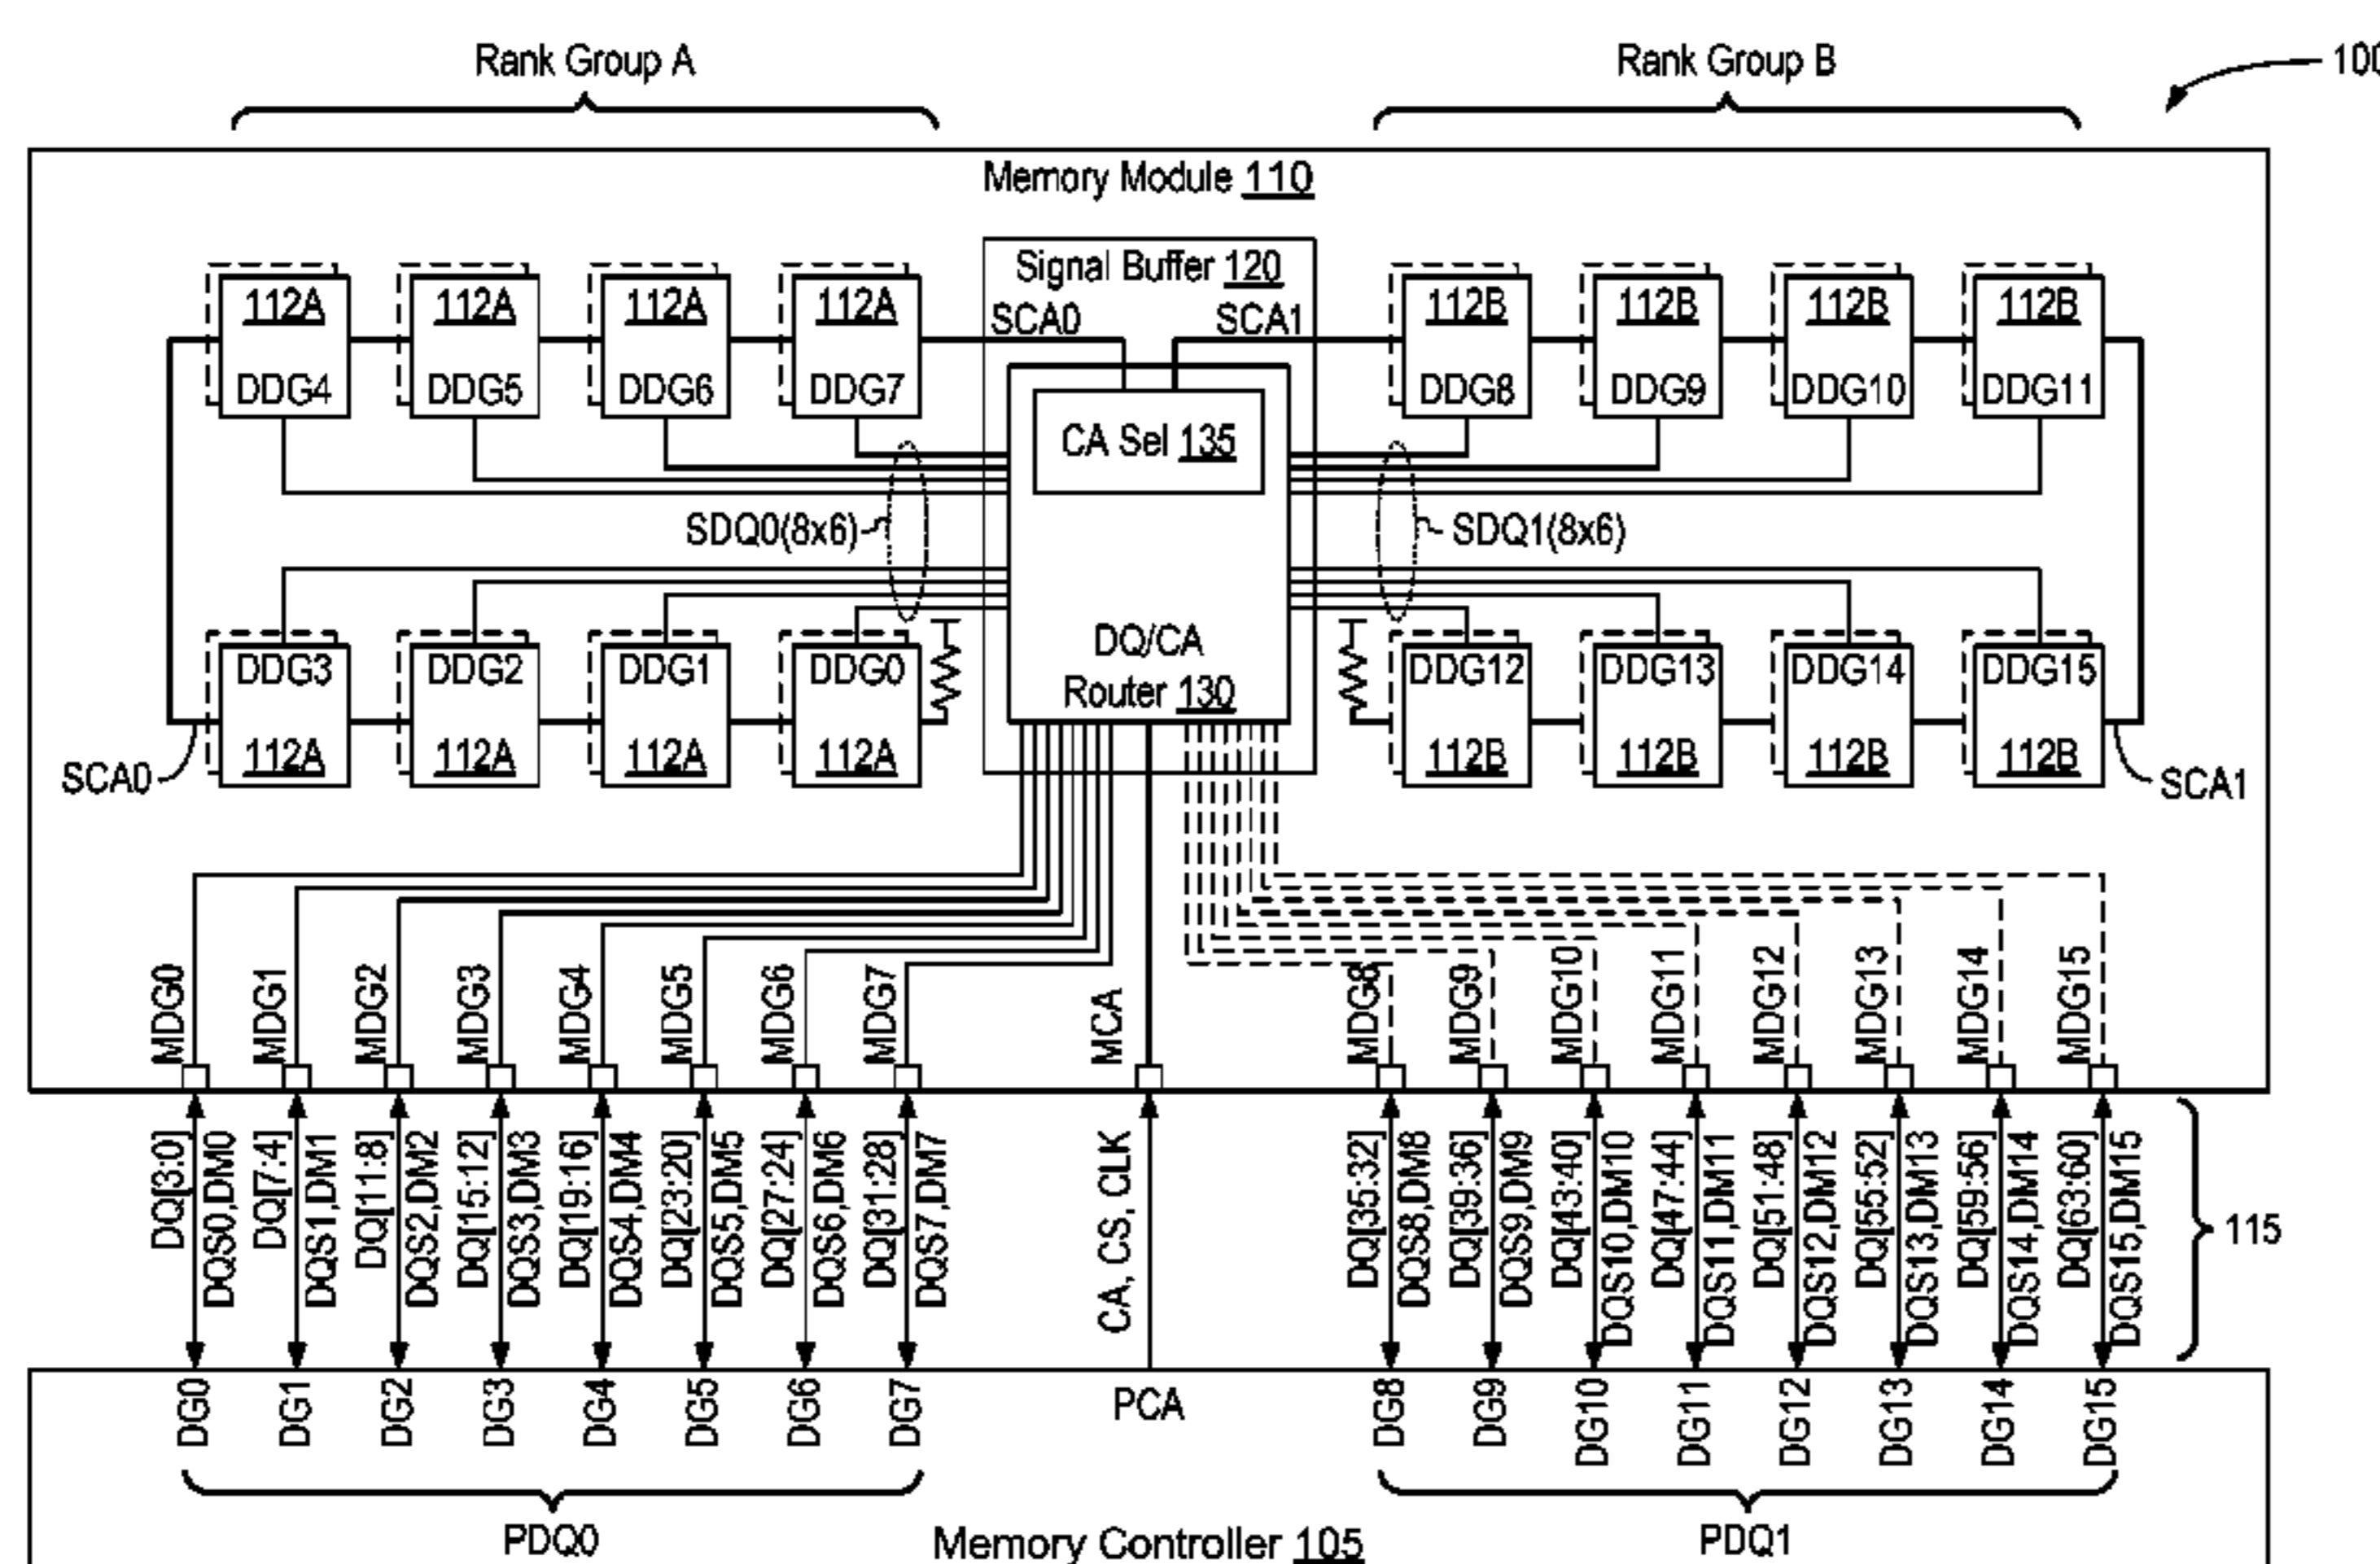 Rank Group A
Rank Group B
100
Memory Module 110
Signal Buffer 120
SCA0 SCA1
112A 112A 112A 112A
DDG4 DDG5 DDG6 DDG7
CA Sel 135
112B 112B 112B 112B
DDG8 DDG9 DDG10 DDG11
SDQ0(8x6)
SDQ1(8x6)
DQ/CA
Router 130
DDG3 DDG2 DDG1 DDG0
112A 112A 112A 112A
DDG12 DDG13 DDG14 DDG15
112B 112B 112B 112B
SCA0
SCA1
MDG0
MDG1
MDG2
MDG3
MDG4
MDG5
MDG6
MDG7
MCA
MDG8
MDG9
MDG10
MDG11
MDG12
MDG13
MDG14
MDG15
DQ[3:0]
DQS0,DM0
DQ[7:4]
DQS1,DM1
DQ[11:8]
DQS2,DM2
DQ[15:12]
DQS3,DM3
DQ[19:16]
DQS4,DM4
DQ[23:20]
DQS5,DM5
DQ[27:24]
DQS6,DM6
DQ[31:28]
DQS7,DM7
CA, CS, CLK
DQ[35:32]
DQS8,DM8
DQ[39:36]
DQS9,DM9
DQ[43:40]
DQS10,DM10
DQ[47:44]
DQS11,DM11
DQ[51:48]
DQS12,DM12
DQ[55:52]
DQS13,DM13
DQ[59:56]
DQS14,DM14
DQ[63:60]
DQS15,DM15
115
DG0
DG1
DG2
DG3
DG4
DG5
DG6
DG7
PCA
DG8
DG9
DG10
DG11
DG12
DG13
DG14
DG15
PDQ0
Memory Controller 105
PDQ1